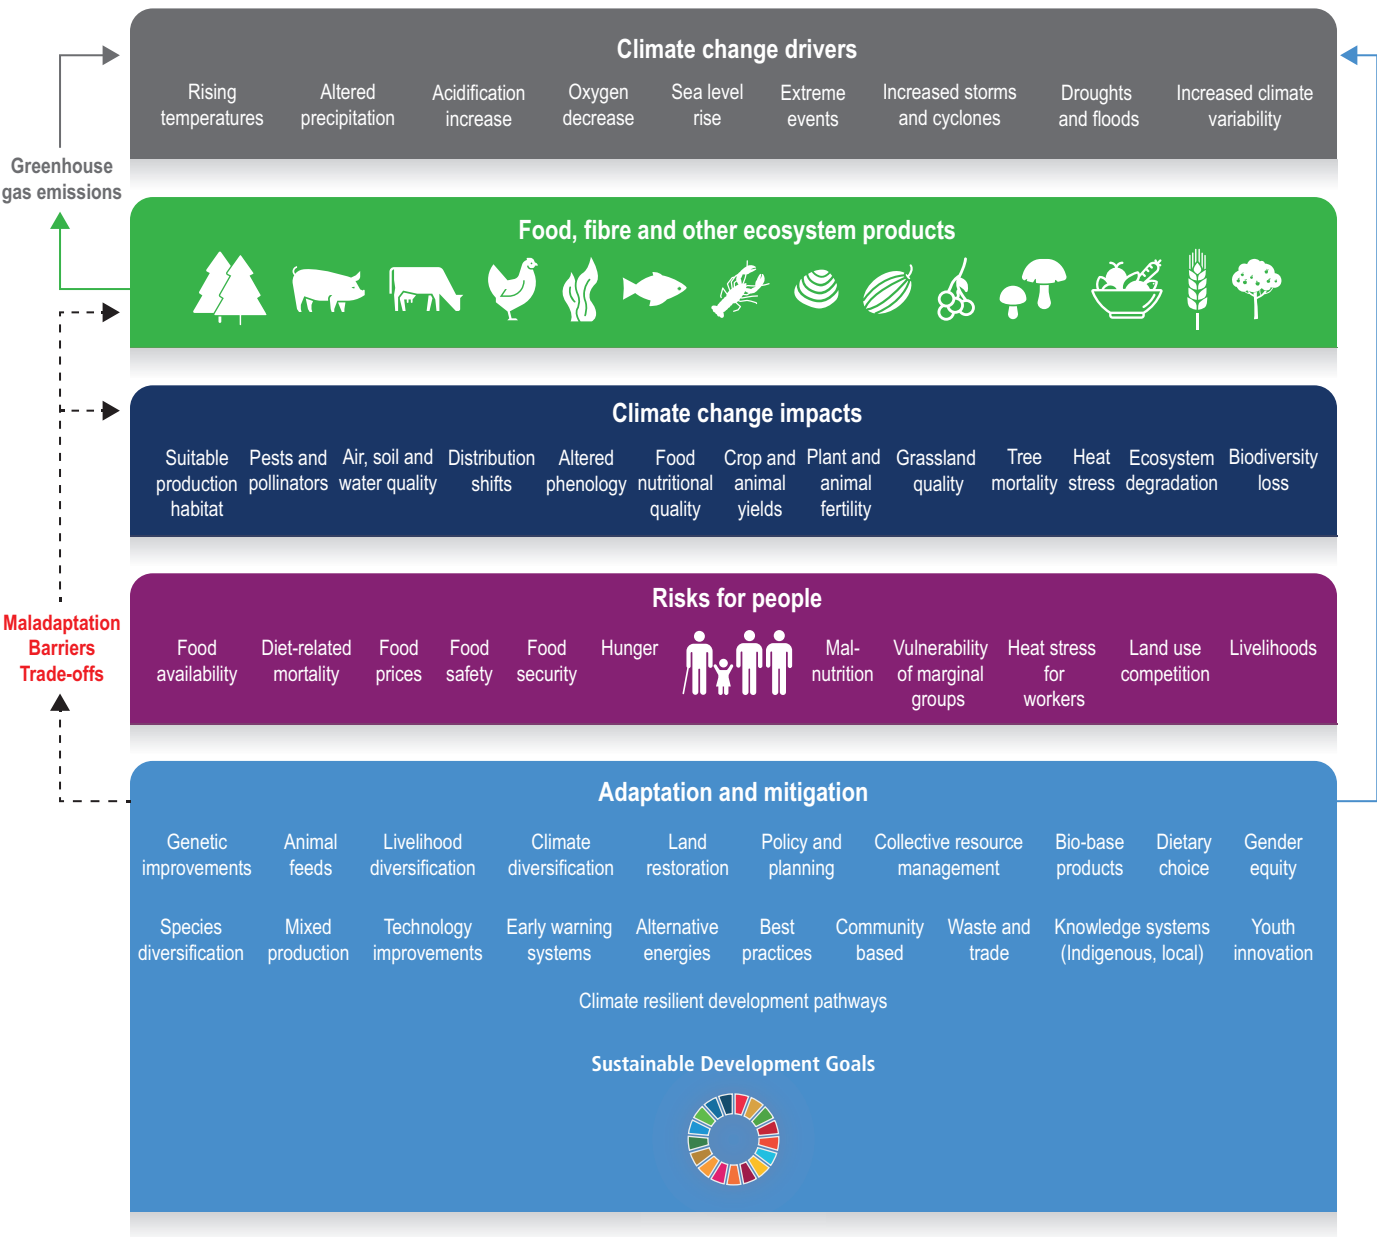 Climate change drivers
Rising
temperatures
Altered
precipitation
Acidification
increase
Oxygen
decrease
Sea level
rise
Extreme
events
Increased storms
and cyclones
Droughts
and floods
Increased climate
variability
Greenhouse
gas emissions
Food, fibre and other ecosystem products
Climate change impacts
Suitable
production
habitat
Pests and
pollinators
Air, soil and
water quality
Distribution
shifts
Altered
phenology
Food
nutritional
quality
Crop and
animal
yields
Plant and
animal
fertility
Grassland
quality
Tree
mortality
Heat
stress
Ecosystem
degradation
Biodiversity
loss
Maladaptation
Barriers
Trade-offs
Risks for people
Food
availability
Diet-related
mortality
Food
prices
Food
safety
Food
security
Hunger
Mal-
nutrition
Vulnerability
of marginal
groups
Heat stress
for
workers
Land use
competition
Livelihoods
Adaptation and mitigation
Genetic
improvements
Animal
feeds
Livelihood
diversification
Climate
diversification
Land
restoration
Policy and
planning
Collective resource
management
Bio-base
products
Dietary
choice
Gender
equity
Species
diversification
Mixed
production
Technology
improvements
Early warning
systems
Alternative
energies
Best
practices
Community
based
Waste and
trade
Knowledge systems
(Indigenous, local)
Youth
innovation
Climate resilient development pathways
Sustainable Development Goals